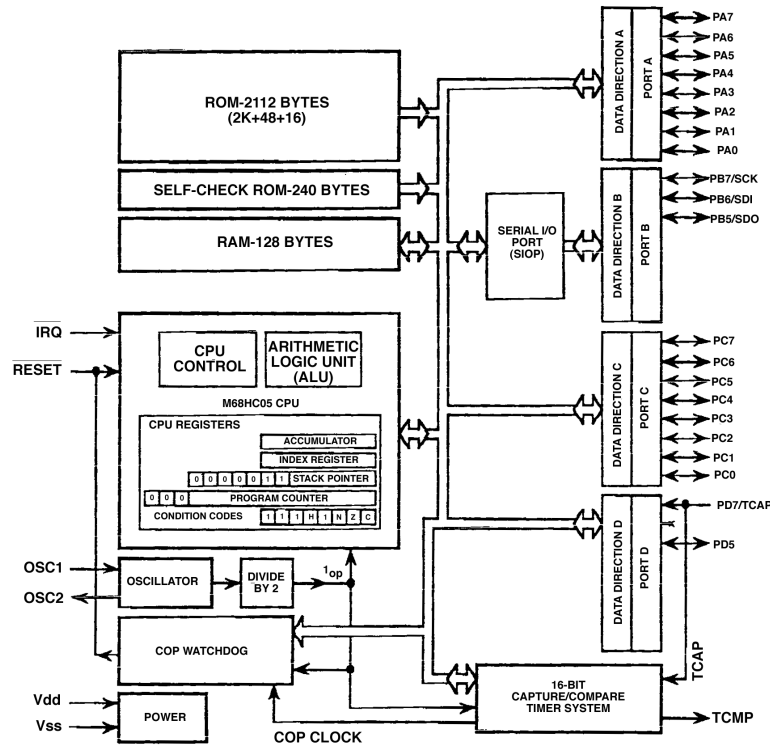 ROM-2112 BYTES
(2K+48+16)
SELF-CHECK ROM-240 BYTES
RAM-128 BYTES
IRQ
RESET
CPU
CONTROL
ARITHMETIC
LOGIC UNIT
(ALU)
M68HC05 CPU
CPU REGISTERS
ACCUMULATOR
INDEX REGISTER
0 0 0 0 0 1 1 STACK POINTER
0 0 0 PROGRAM COUNTER
CONDITION CODES 1 1 1 H I N Z C
OSC1
OSC2
OSCILLATOR
DIVIDE
BY 2
1op
COP WATCHDOG
Vdd
Vss
POWER
COP CLOCK
SERIAL I/O
PORT
(SIOP)
DATA DIRECTION A
PORT A
PA7
PA6
PA5
PA4
PA3
PA2
PA1
PA0
DATA DIRECTION B
PORT B
PB7/SCK
PB6/SDI
PB5/SDO
DATA DIRECTION C
PORT C
PC7
PC6
PC5
PC4
PC3
PC2
PC1
PC0
DATA DIRECTION D
PORT D
PD7/TCAP
PD5
TCAP
16-BIT
CAPTURE/COMPARE
TIMER SYSTEM
TCMP